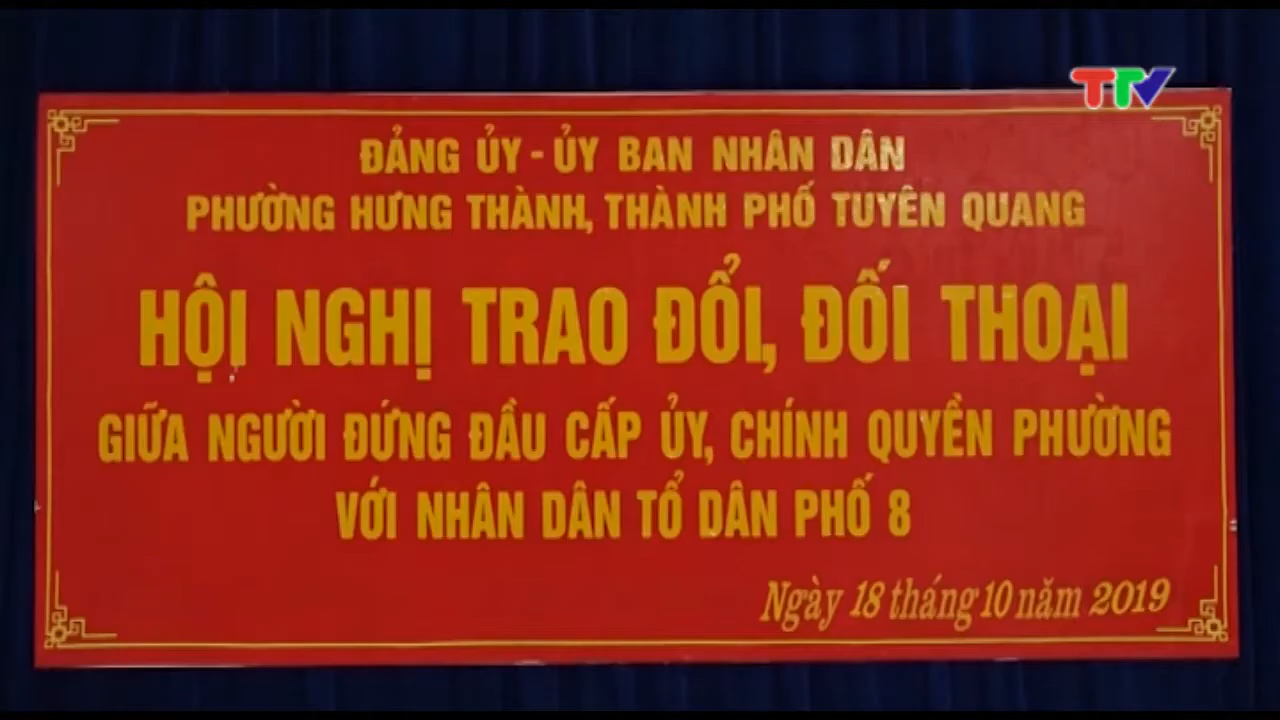 TTV
ĐẢNG ỦY - ỦY BAN NHÂN DÂN
PHƯỜNG HƯNG THÀNH, THÀNH PHỐ TUYÊN QUANG
HỘI NGHỊ TRAO ĐỔI, ĐỐI THOẠI
GIỮA NGƯỜI ĐỨNG ĐẦU CẤP ỦY, CHÍNH QUYỀN PHƯỜNG
VỚI NHÂN DÂN TỔ DÂN PHỐ 8
Ngày 18 tháng 10 năm 2019